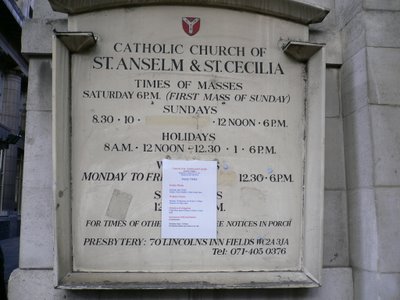 CATHOLIC CHURCH OF
ST. ANSELM & ST. CECILIA
TIMES OF MASSES
SATURDAY 6 P.M. (FIRST MASS OF SUNDAY)
SUNDAYS
8.30 · 10 · · 12 NOON · 6 P.M.
HOLIDAYS
8 A.M. · 12 NOON · 12.30 · 1 · 6 P.M.
W
MONDAY TO FR 12.30 · 6 P.M.
S S
12 P.M.
FOR TIMES OF OTHE E NOTICES IN PORCH
PRESBYTERY: 70 LINCOLNS INN FIELDS WC2A 3JA
Tel: 071-405 0376